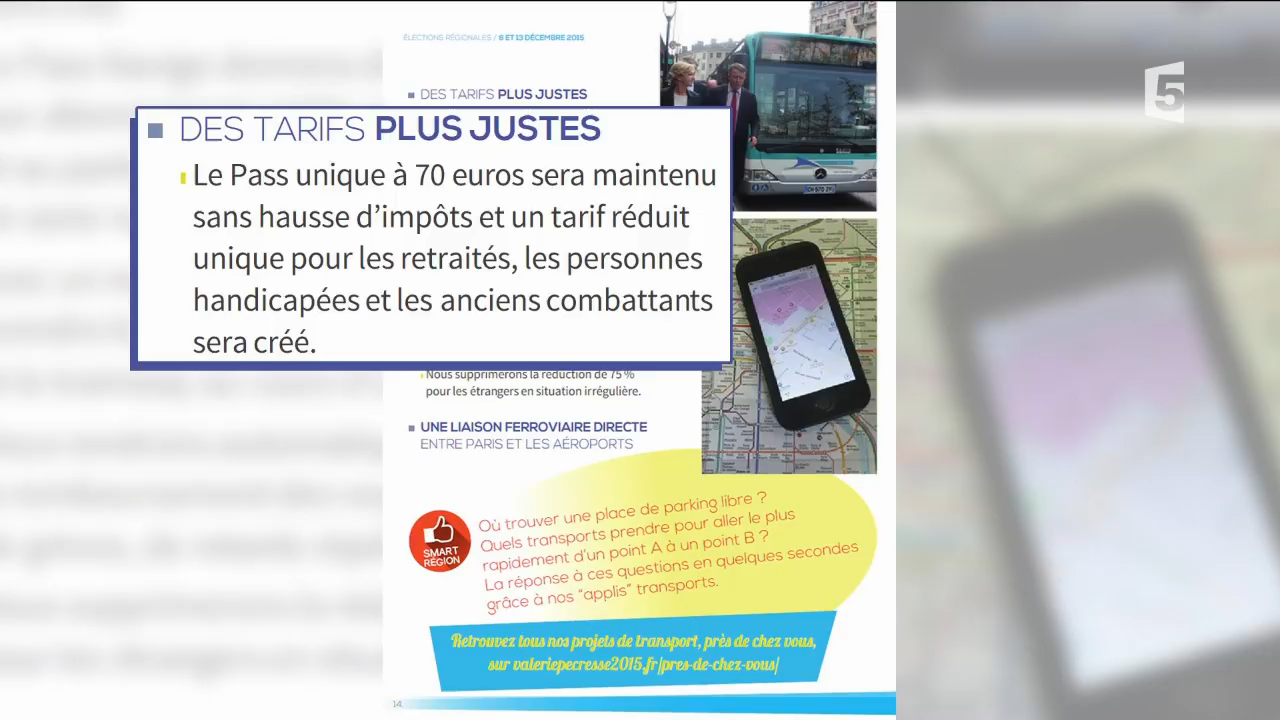 ÉLECTIONS RÉGIONALES / 6 ET 13 DÉCEMBRE 2015
5
DES TARIFS PLUS JUSTES
DES TARIFS PLUS JUSTES
Le Pass unique à 70 euros sera maintenu
sans hausse d’impôts et un tarif réduit
unique pour les retraités, les personnes
handicapées et les anciens combattants
sera créé.
Nous supprimerons la réduction de 75 %
pour les étrangers en situation irrégulière.
UNE LIAISON FERROVIAIRE DIRECTE
ENTRE PARIS ET LES AÉROPORTS
SMART
RÉGION
Où trouver une place de parking libre ?
Quels transports prendre pour aller le plus
rapidement d'un point A à un point B ?
La réponse à ces questions en quelques secondes
grâce à nos “applis” transports.
Retrouvez tous nos projets de transport, près de chez vous,
sur valeriepecresse2015.fr/pres-de-chez-vous/
14.